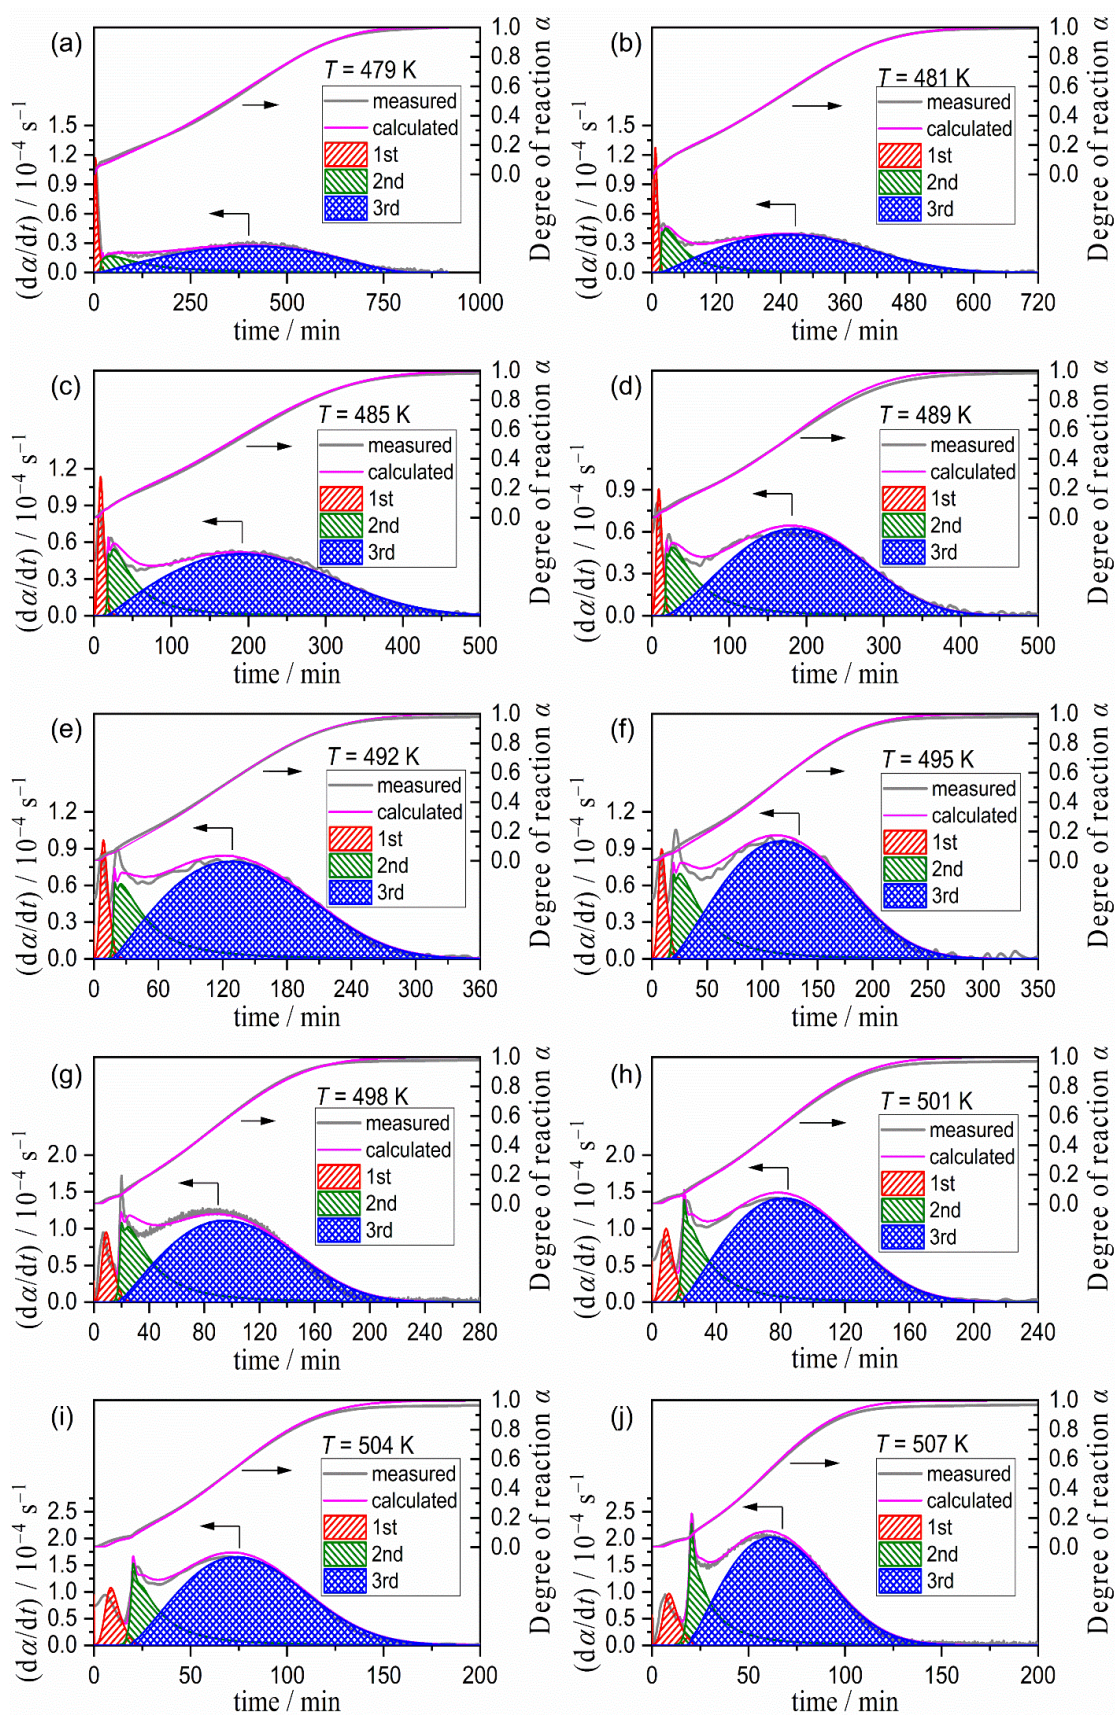 (a)
T = 479 K
measured
calculated
1st
2nd
3rd
(dα/dt) / 10⁻⁴ s⁻¹
1.5
1.2
0.9
0.6
0.3
0.0
Degree of reaction α
1.0
0.8
0.6
0.4
0.2
0.0
0 250 500 750 1000
time / min
(b)
T = 481 K
measured
calculated
1st
2nd
3rd
(dα/dt) / 10⁻⁴ s⁻¹
1.5
1.2
0.9
0.6
0.3
0.0
Degree of reaction α
1.0
0.8
0.6
0.4
0.2
0.0
0 120 240 360 480 600 720
time / min
(c)
T = 485 K
measured
calculated
1st
2nd
3rd
(dα/dt) / 10⁻⁴ s⁻¹
1.2
0.9
0.6
0.3
0.0
Degree of reaction α
1.0
0.8
0.6
0.4
0.2
0.0
0 100 200 300 400 500
time / min
(d)
T = 489 K
measured
calculated
1st
2nd
3rd
(dα/dt) / 10⁻⁴ s⁻¹
0.9
0.6
0.3
0.0
Degree of reaction α
1.0
0.8
0.6
0.4
0.2
0.0
0 100 200 300 400 500
time / min
(e)
T = 492 K
measured
calculated
1st
2nd
3rd
(dα/dt) / 10⁻⁴ s⁻¹
1.2
0.9
0.6
0.3
0.0
Degree of reaction α
1.0
0.8
0.6
0.4
0.2
0.0
0 60 120 180 240 300 360
time / min
(f)
T = 495 K
measured
calculated
1st
2nd
3rd
(dα/dt) / 10⁻⁴ s⁻¹
1.2
0.9
0.6
0.3
0.0
Degree of reaction α
1.0
0.8
0.6
0.4
0.2
0.0
0 50 100 150 200 250 300 350
time / min
(g)
T = 498 K
measured
calculated
1st
2nd
3rd
(dα/dt) / 10⁻⁴ s⁻¹
2.0
1.5
1.0
0.5
0.0
Degree of reaction α
1.0
0.8
0.6
0.4
0.2
0.0
0 40 80 120 160 200 240 280
time / min
(h)
T = 501 K
measured
calculated
1st
2nd
3rd
(dα/dt) / 10⁻⁴ s⁻¹
2.0
1.5
1.0
0.5
0.0
Degree of reaction α
1.0
0.8
0.6
0.4
0.2
0.0
0 40 80 120 160 200 240
time / min
(i)
T = 504 K
measured
calculated
1st
2nd
3rd
(dα/dt) / 10⁻⁴ s⁻¹
2.5
2.0
1.5
1.0
0.5
0.0
Degree of reaction α
1.0
0.8
0.6
0.4
0.2
0.0
0 50 100 150 200
time / min
(j)
T = 507 K
measured
calculated
1st
2nd
3rd
(dα/dt) / 10⁻⁴ s⁻¹
2.5
2.0
1.5
1.0
0.5
0.0
Degree of reaction α
1.0
0.8
0.6
0.4
0.2
0.0
0 50 100 150 200
time / min